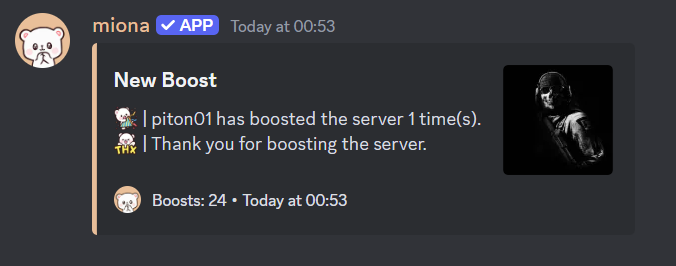 miona ✓ APP Today at 00:53
New Boost
| piton01 has boosted the server 1 time(s).
THX | Thank you for boosting the server.
Boosts: 24 • Today at 00:53